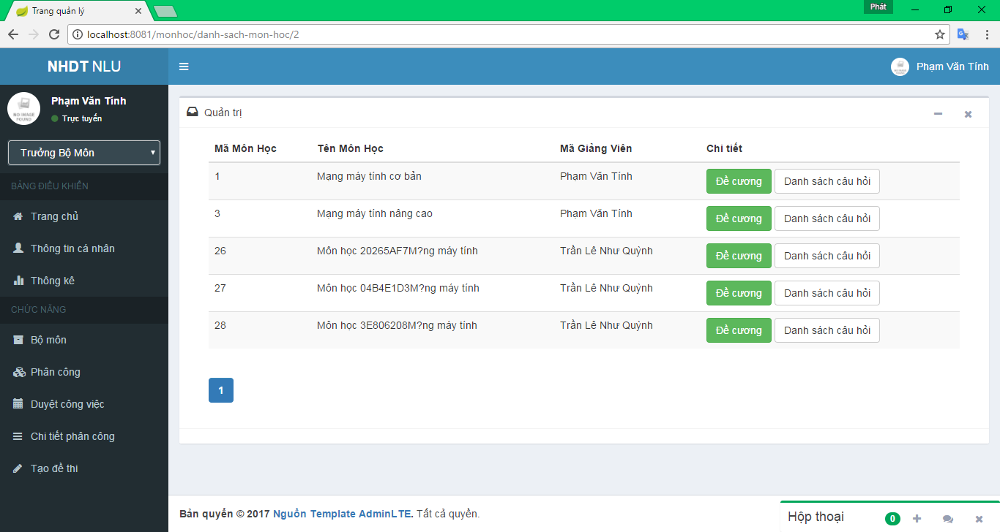 Trang quản lý
Phát
localhost:8081/monhoc/danh-sach-mon-hoc/2
NHDT NLU
Phạm Văn Tính
NO IMAGE FOUND
Phạm Văn Tính
Trực tuyến
Trưởng Bộ Môn
BẢNG ĐIỀU KHIỂN
Trang chủ
Thông tin cá nhân
Thống kê
CHỨC NĂNG
Bộ môn
Phân công
Duyệt công việc
Chi tiết phân công
Tạo đề thi
Quản trị
Mã Môn Học Tên Môn Học Mã Giảng Viên Chi tiết
1 Mạng máy tính cơ bản Phạm Văn Tính Đề cương Danh sách câu hỏi
3 Mạng máy tính nâng cao Phạm Văn Tính Đề cương Danh sách câu hỏi
26 Môn học 20265AF7M?ng máy tính Trần Lê Như Quỳnh Đề cương Danh sách câu hỏi
27 Môn học 04B4E1D3M?ng máy tính Trần Lê Như Quỳnh Đề cương Danh sách câu hỏi
28 Môn học 3E806208M?ng máy tính Trần Lê Như Quỳnh Đề cương Danh sách câu hỏi
1
Bản quyền © 2017 Nguồn Template AdminLTE. Tất cả quyền.
Hộp thoại 0